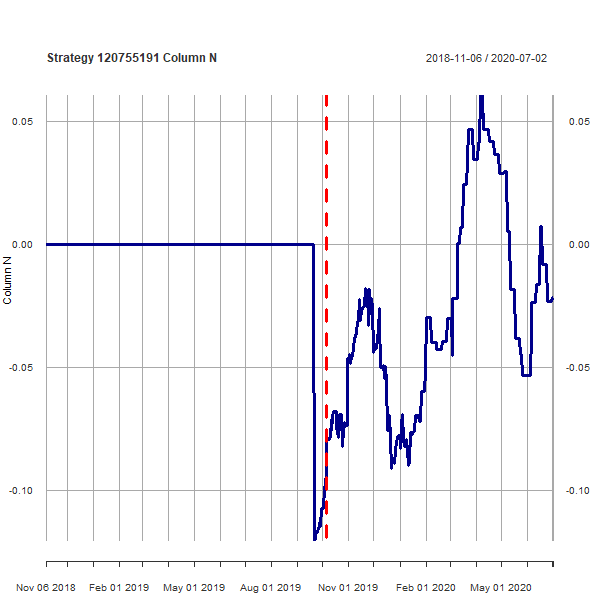 Strategy 120755191 Column N
2018-11-06 / 2020-07-02
0.05
0.05
0.00
0.00
Column N
-0.05
-0.05
-0.10
-0.10
Nov 06 2018
Feb 01 2019
May 01 2019
Aug 01 2019
Nov 01 2019
Feb 01 2020
May 01 2020